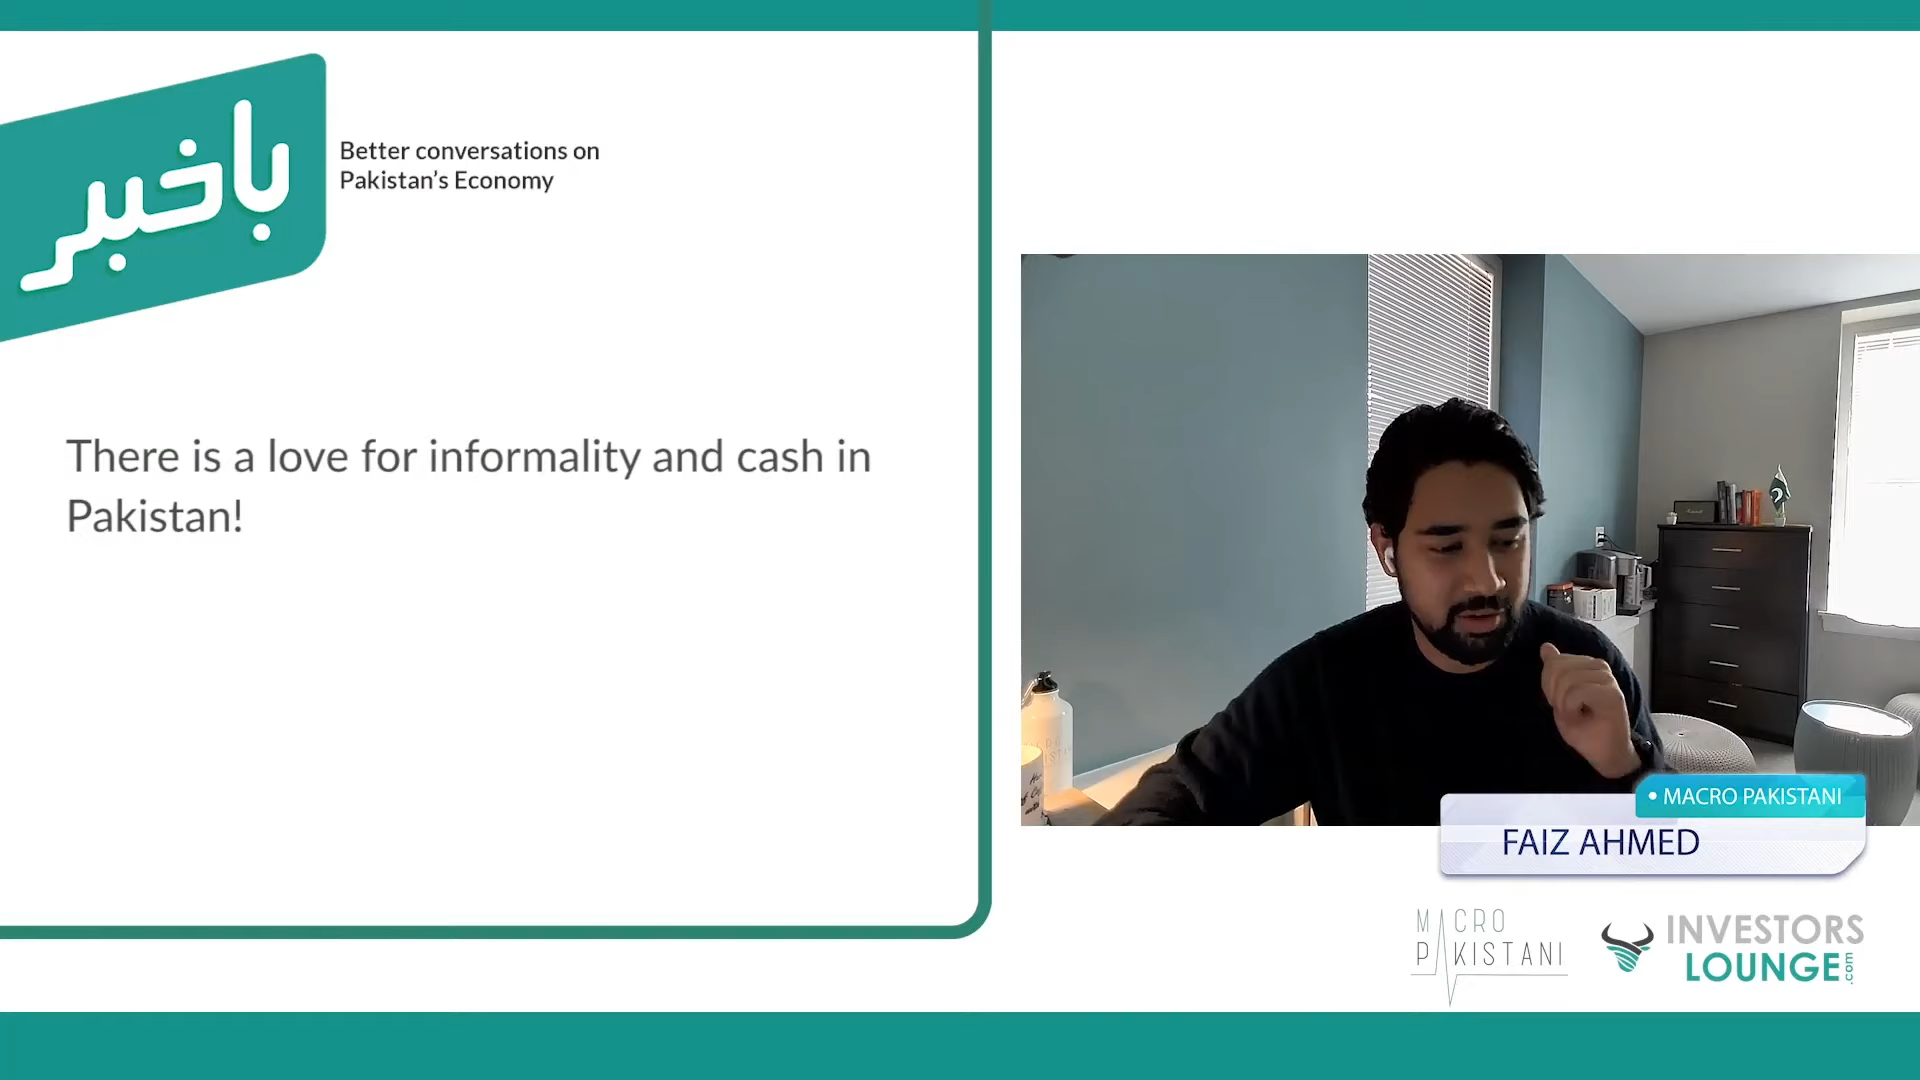 باخبر
Better conversations on
Pakistan's Economy
There is a love for informality and cash in
Pakistan!
• MACRO PAKISTANI
FAIZ AHMED
MACRO
PAKISTANI
INVESTORS
LOUNGE.com